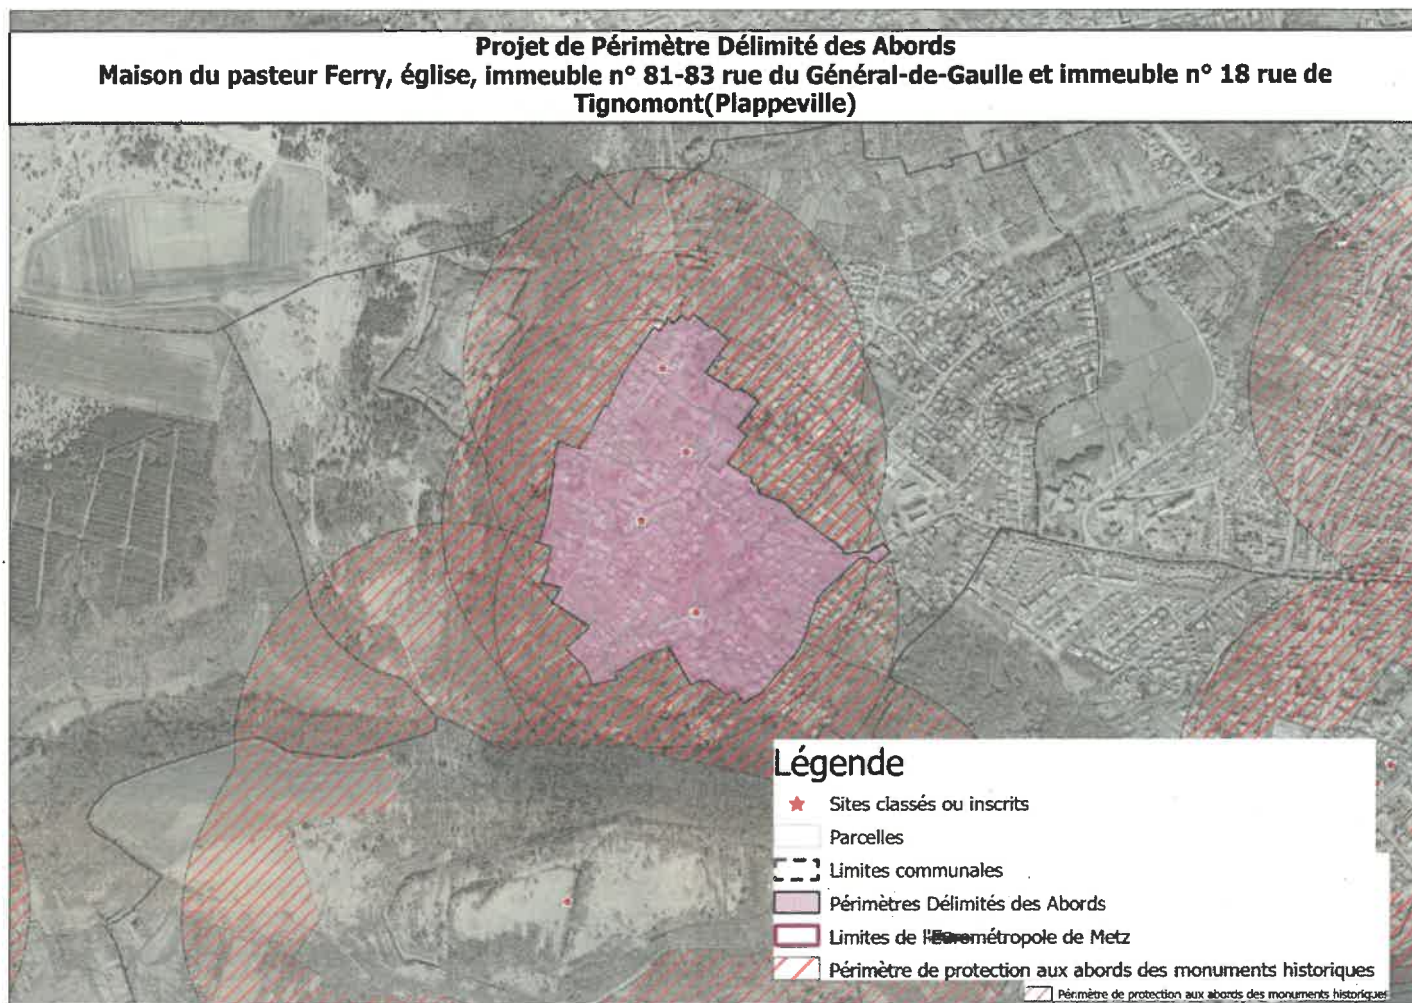 Projet de Périmètre Délimité des Abords
Maison du pasteur Ferry, église, immeuble n° 81-83 rue du Général-de-Gaulle et immeuble n° 18 rue de
Tignomont(Plappeville)
Légende
Sites classés ou inscrits
Parcelles
Limites communales
Périmètres Délimités des Abords
Limites de l'Eurométropole de Metz
Périmètre de protection aux abords des monuments historiques
Périmètre de protection aux abords des monuments historiques